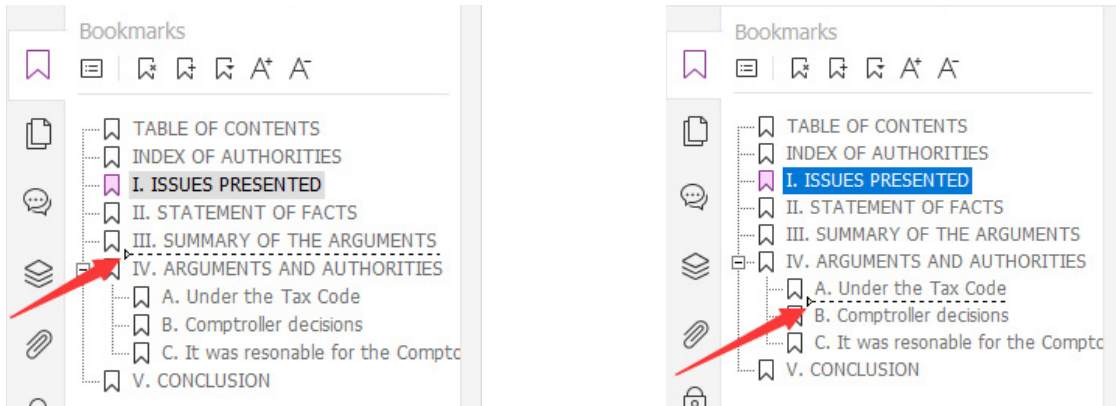 Bookmarks
TABLE OF CONTENTS
INDEX OF AUTHORITIES
I. ISSUES PRESENTED
II. STATEMENT OF FACTS
III. SUMMARY OF THE ARGUMENTS
IV. ARGUMENTS AND AUTHORITIES
A. Under the Tax Code
B. Comptroller decisions
C. It was resonable for the Compto
V. CONCLUSION
Bookmarks
TABLE OF CONTENTS
INDEX OF AUTHORITIES
I. ISSUES PRESENTED
II. STATEMENT OF FACTS
III. SUMMARY OF THE ARGUMENTS
IV. ARGUMENTS AND AUTHORITIES
A. Under the Tax Code
B. Comptroller decisions
C. It was resonable for the Compto
V. CONCLUSION